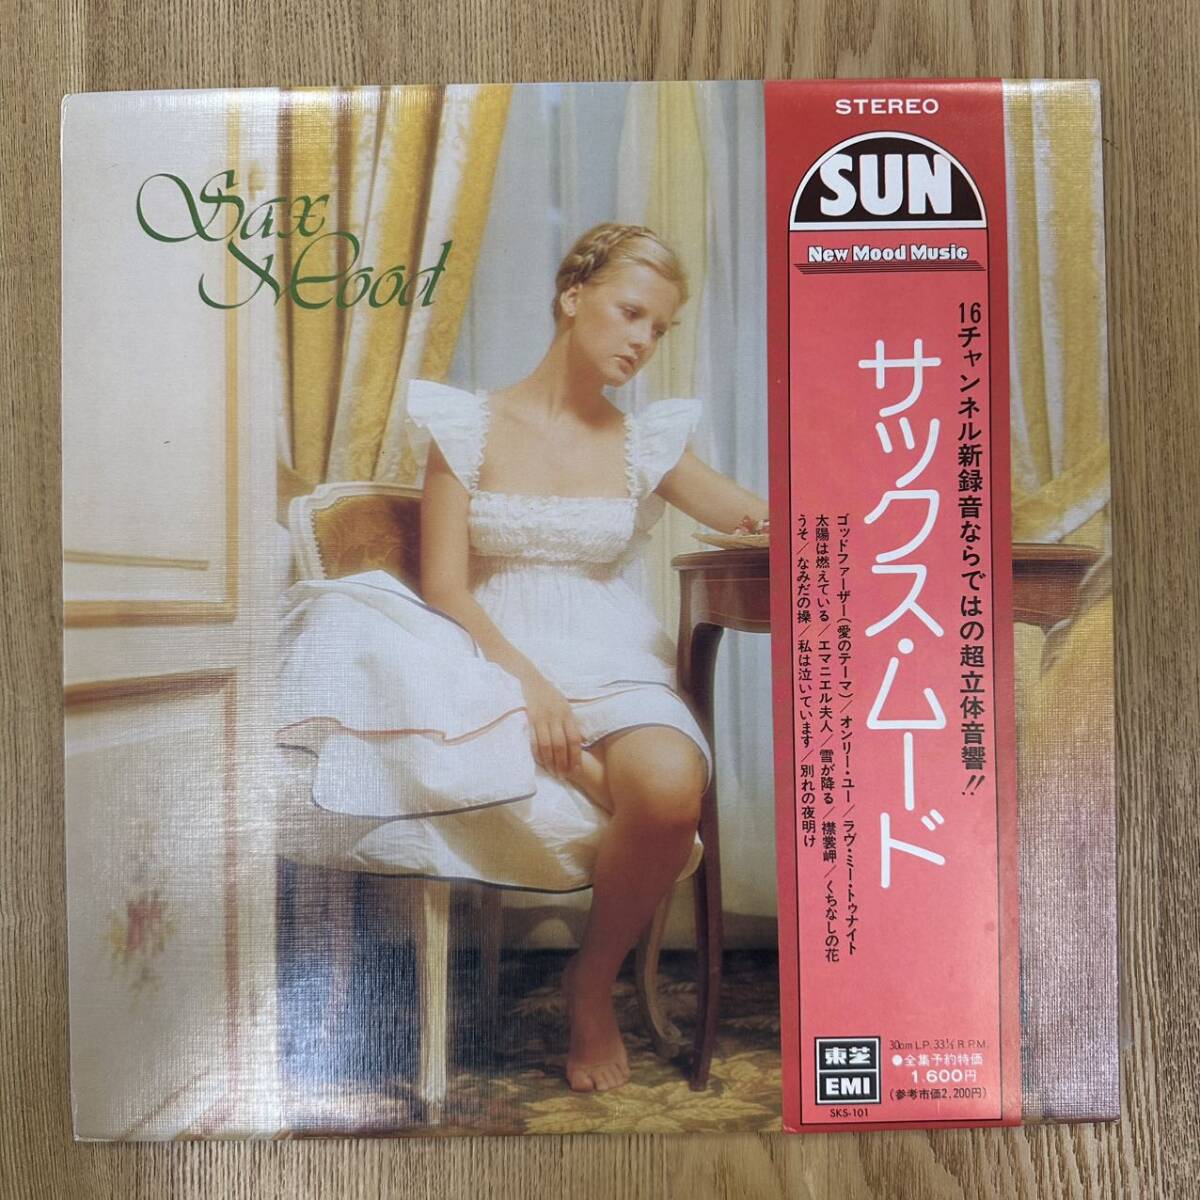 Sax
Mood
STEREO
SUN
New Mood Music
16チャンネル新録音ならではの超立体音響!!
サックス・ムード
ゴッドファーザー(愛のテーマ)/オンリー・ユー/ラヴ・ミー・トゥナイト
太陽は燃えている/エマニエル夫人/雪が降る/襟裳岬/くちなしの花
うそ/なみだの操/私は泣いています/別れの夜明け
東芝
EMI
SKS-101
30cm L.P. 33⅓ R.P.M.
●全集予約特価
1,600円
(参考市価2,200円)